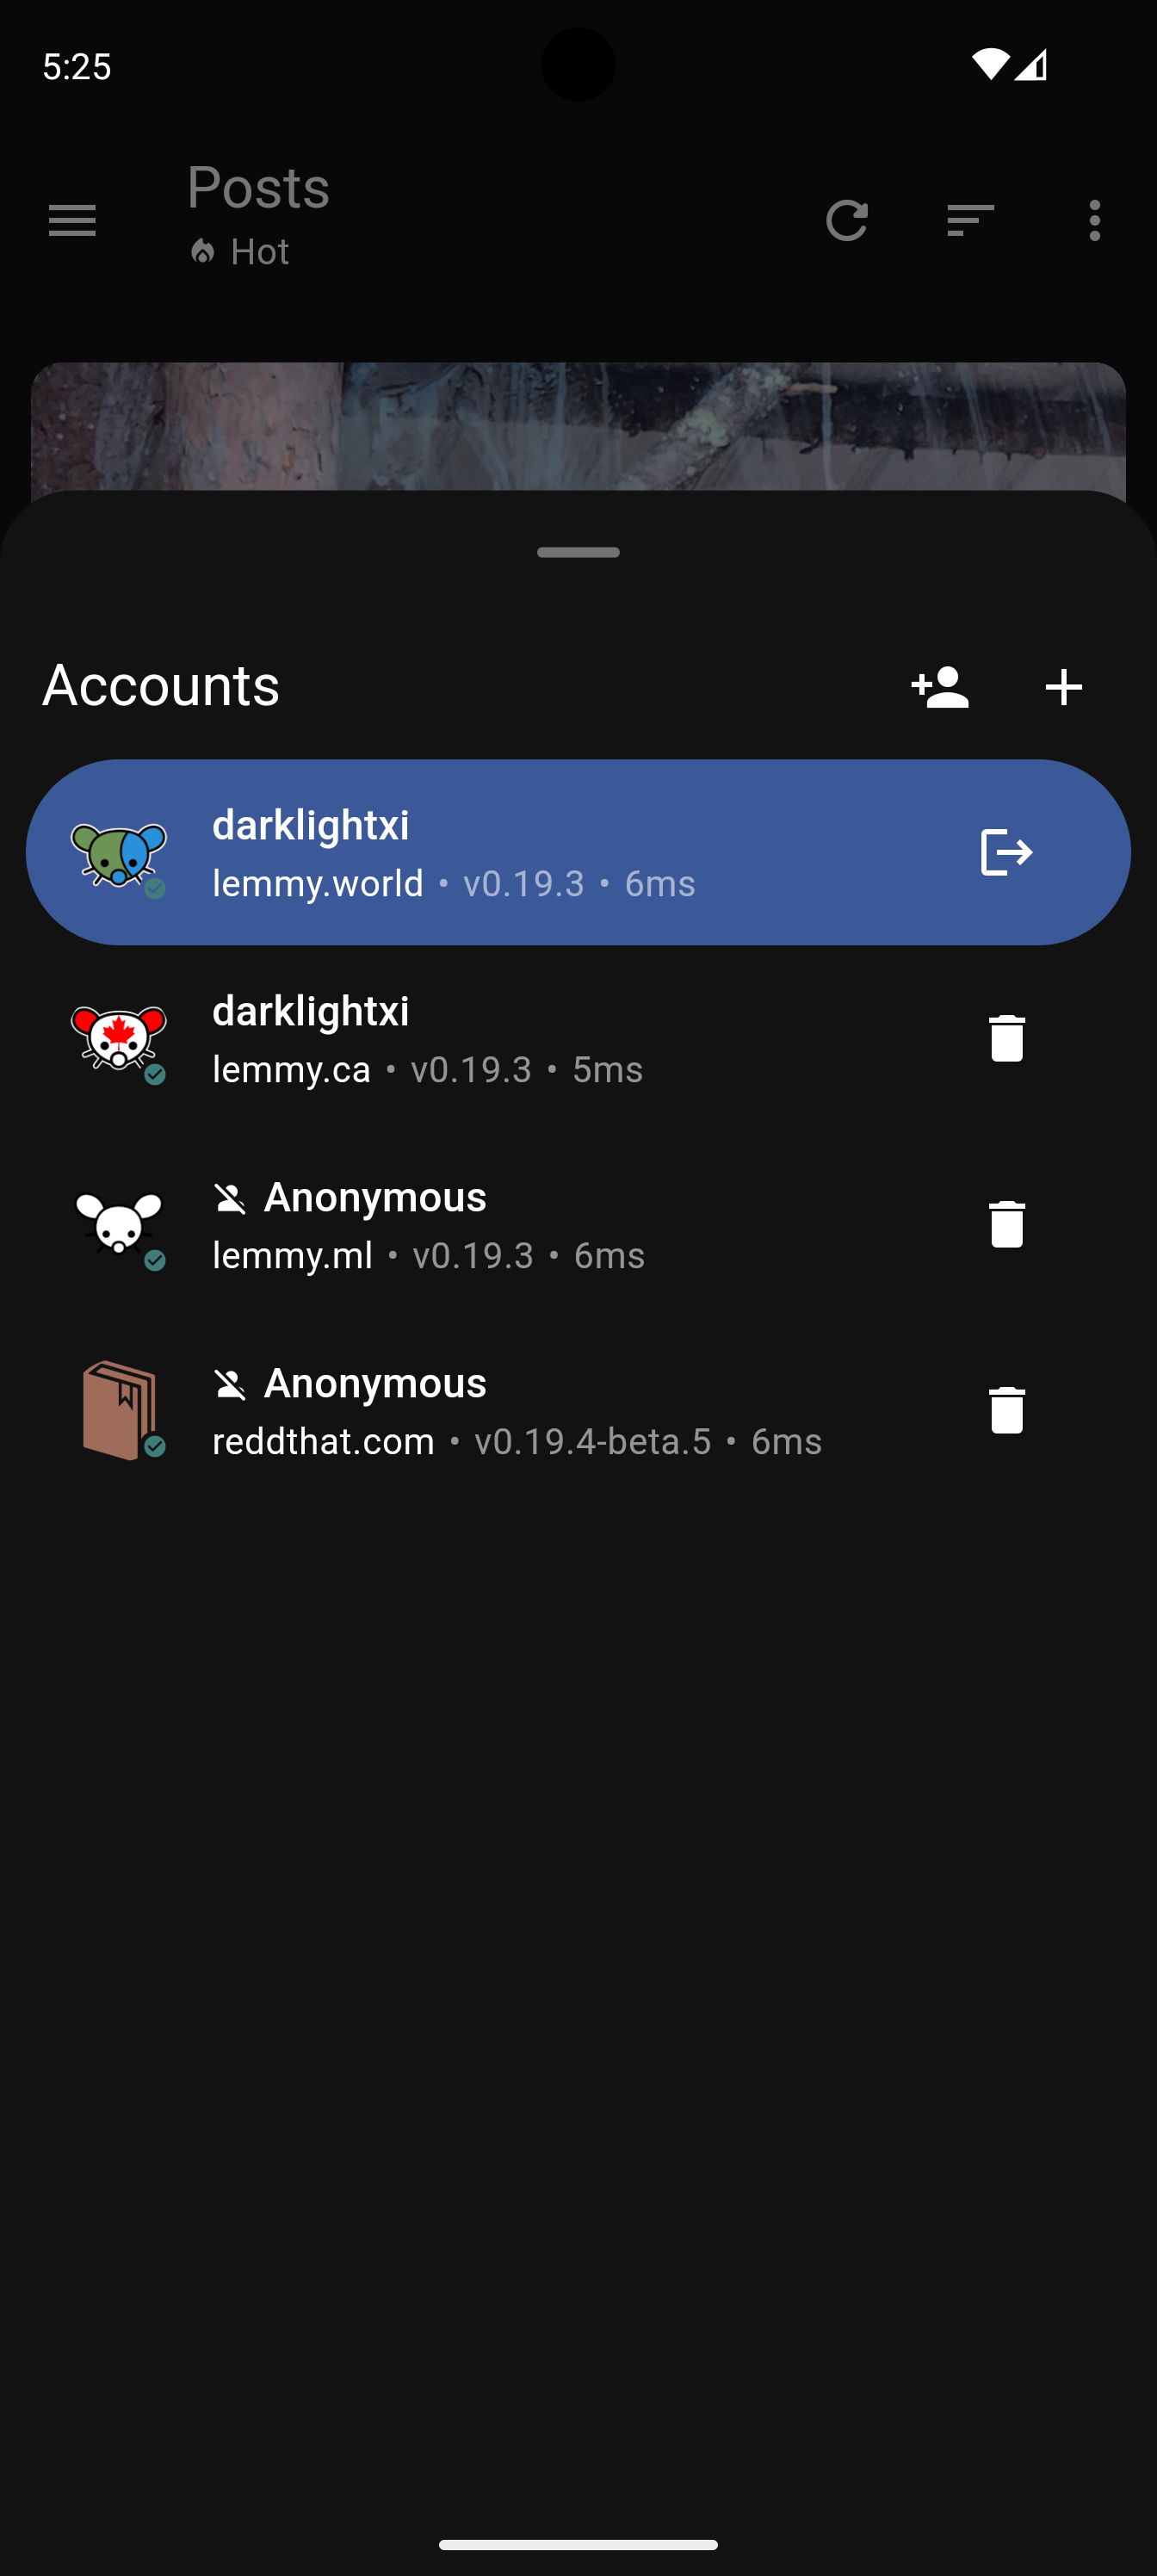 5:25
Posts
Hot
Accounts
darklightxi
lemmy.world • v0.19.3 • 6ms
darklightxi
lemmy.ca • v0.19.3 • 5ms
Anonymous
lemmy.ml • v0.19.3 • 6ms
Anonymous
reddthat.com • v0.19.4-beta.5 • 6ms